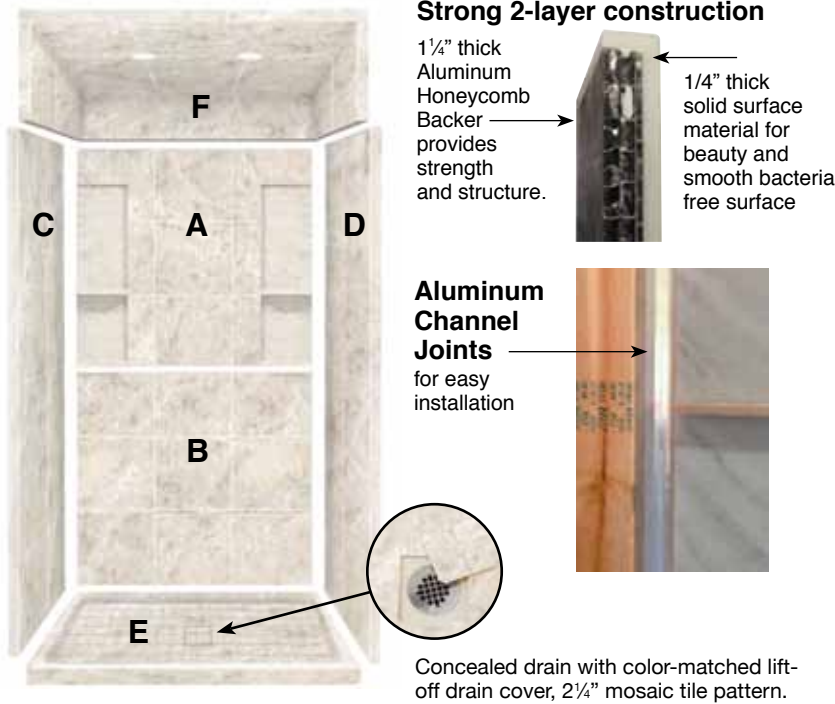 Strong 2-layer construction
1¼” thick
Aluminum
Honeycomb
Backer
provides
strength
and structure.
1/4” thick
solid surface
material for
beauty and
smooth bacteria
free surface
F
C
A
D
B
E
Aluminum
Channel
Joints
for easy
installation
Concealed drain with color-matched lift-
off drain cover, 2¼” mosaic tile pattern.